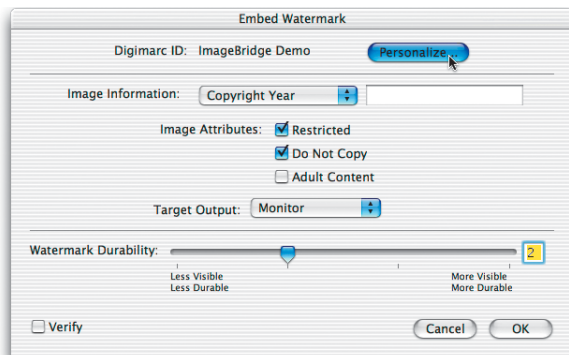 Embed Watermark
Digimarc ID: ImageBridge Demo Personalize...
Image Information: Copyright Year
Image Attributes: Restricted
Do Not Copy
Adult Content
Target Output: Monitor
Watermark Durability: 2
Less Visible More Visible
Less Durable More Durable
Verify Cancel OK